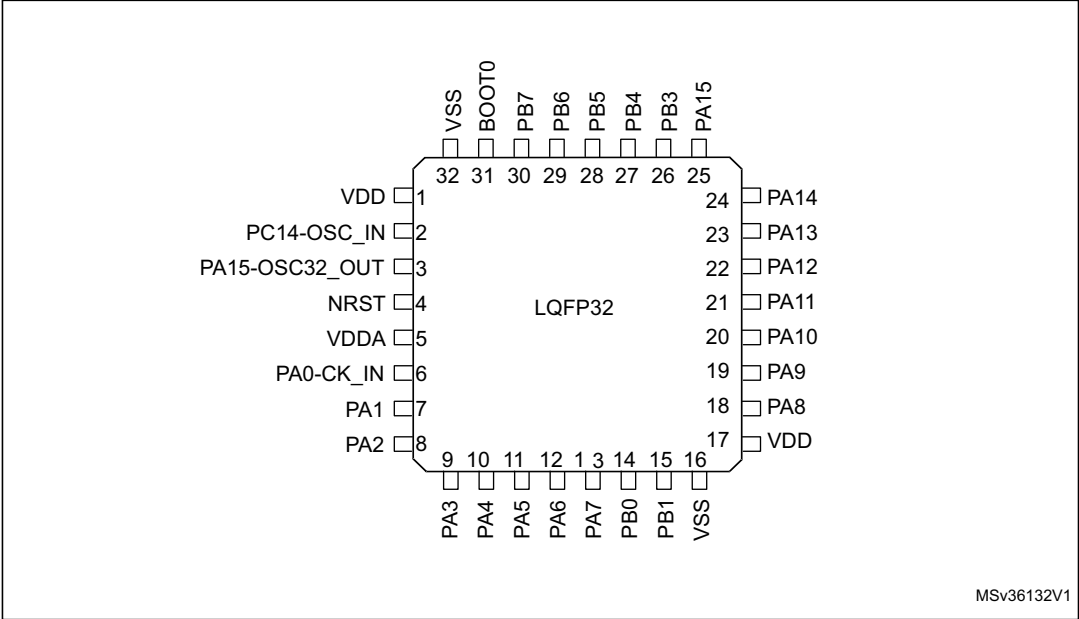 VSS
BOOT0
PB7
PB6
PB5
PB4
PB3
PA15
32 31 30 29 28 27 26 25
VDD 1
PC14-OSC_IN 2
PA15-OSC32_OUT 3
NRST 4
VDDA 5
PA0-CK_IN 6
PA1 7
PA2 8
LQFP32
24 PA14
23 PA13
22 PA12
21 PA11
20 PA10
19 PA9
18 PA8
17 VDD
9 10 11 12 1 3 14 15 16
PA3
PA4
PA5
PA6
PA7
PB0
PB1
VSS
MSv36132V1